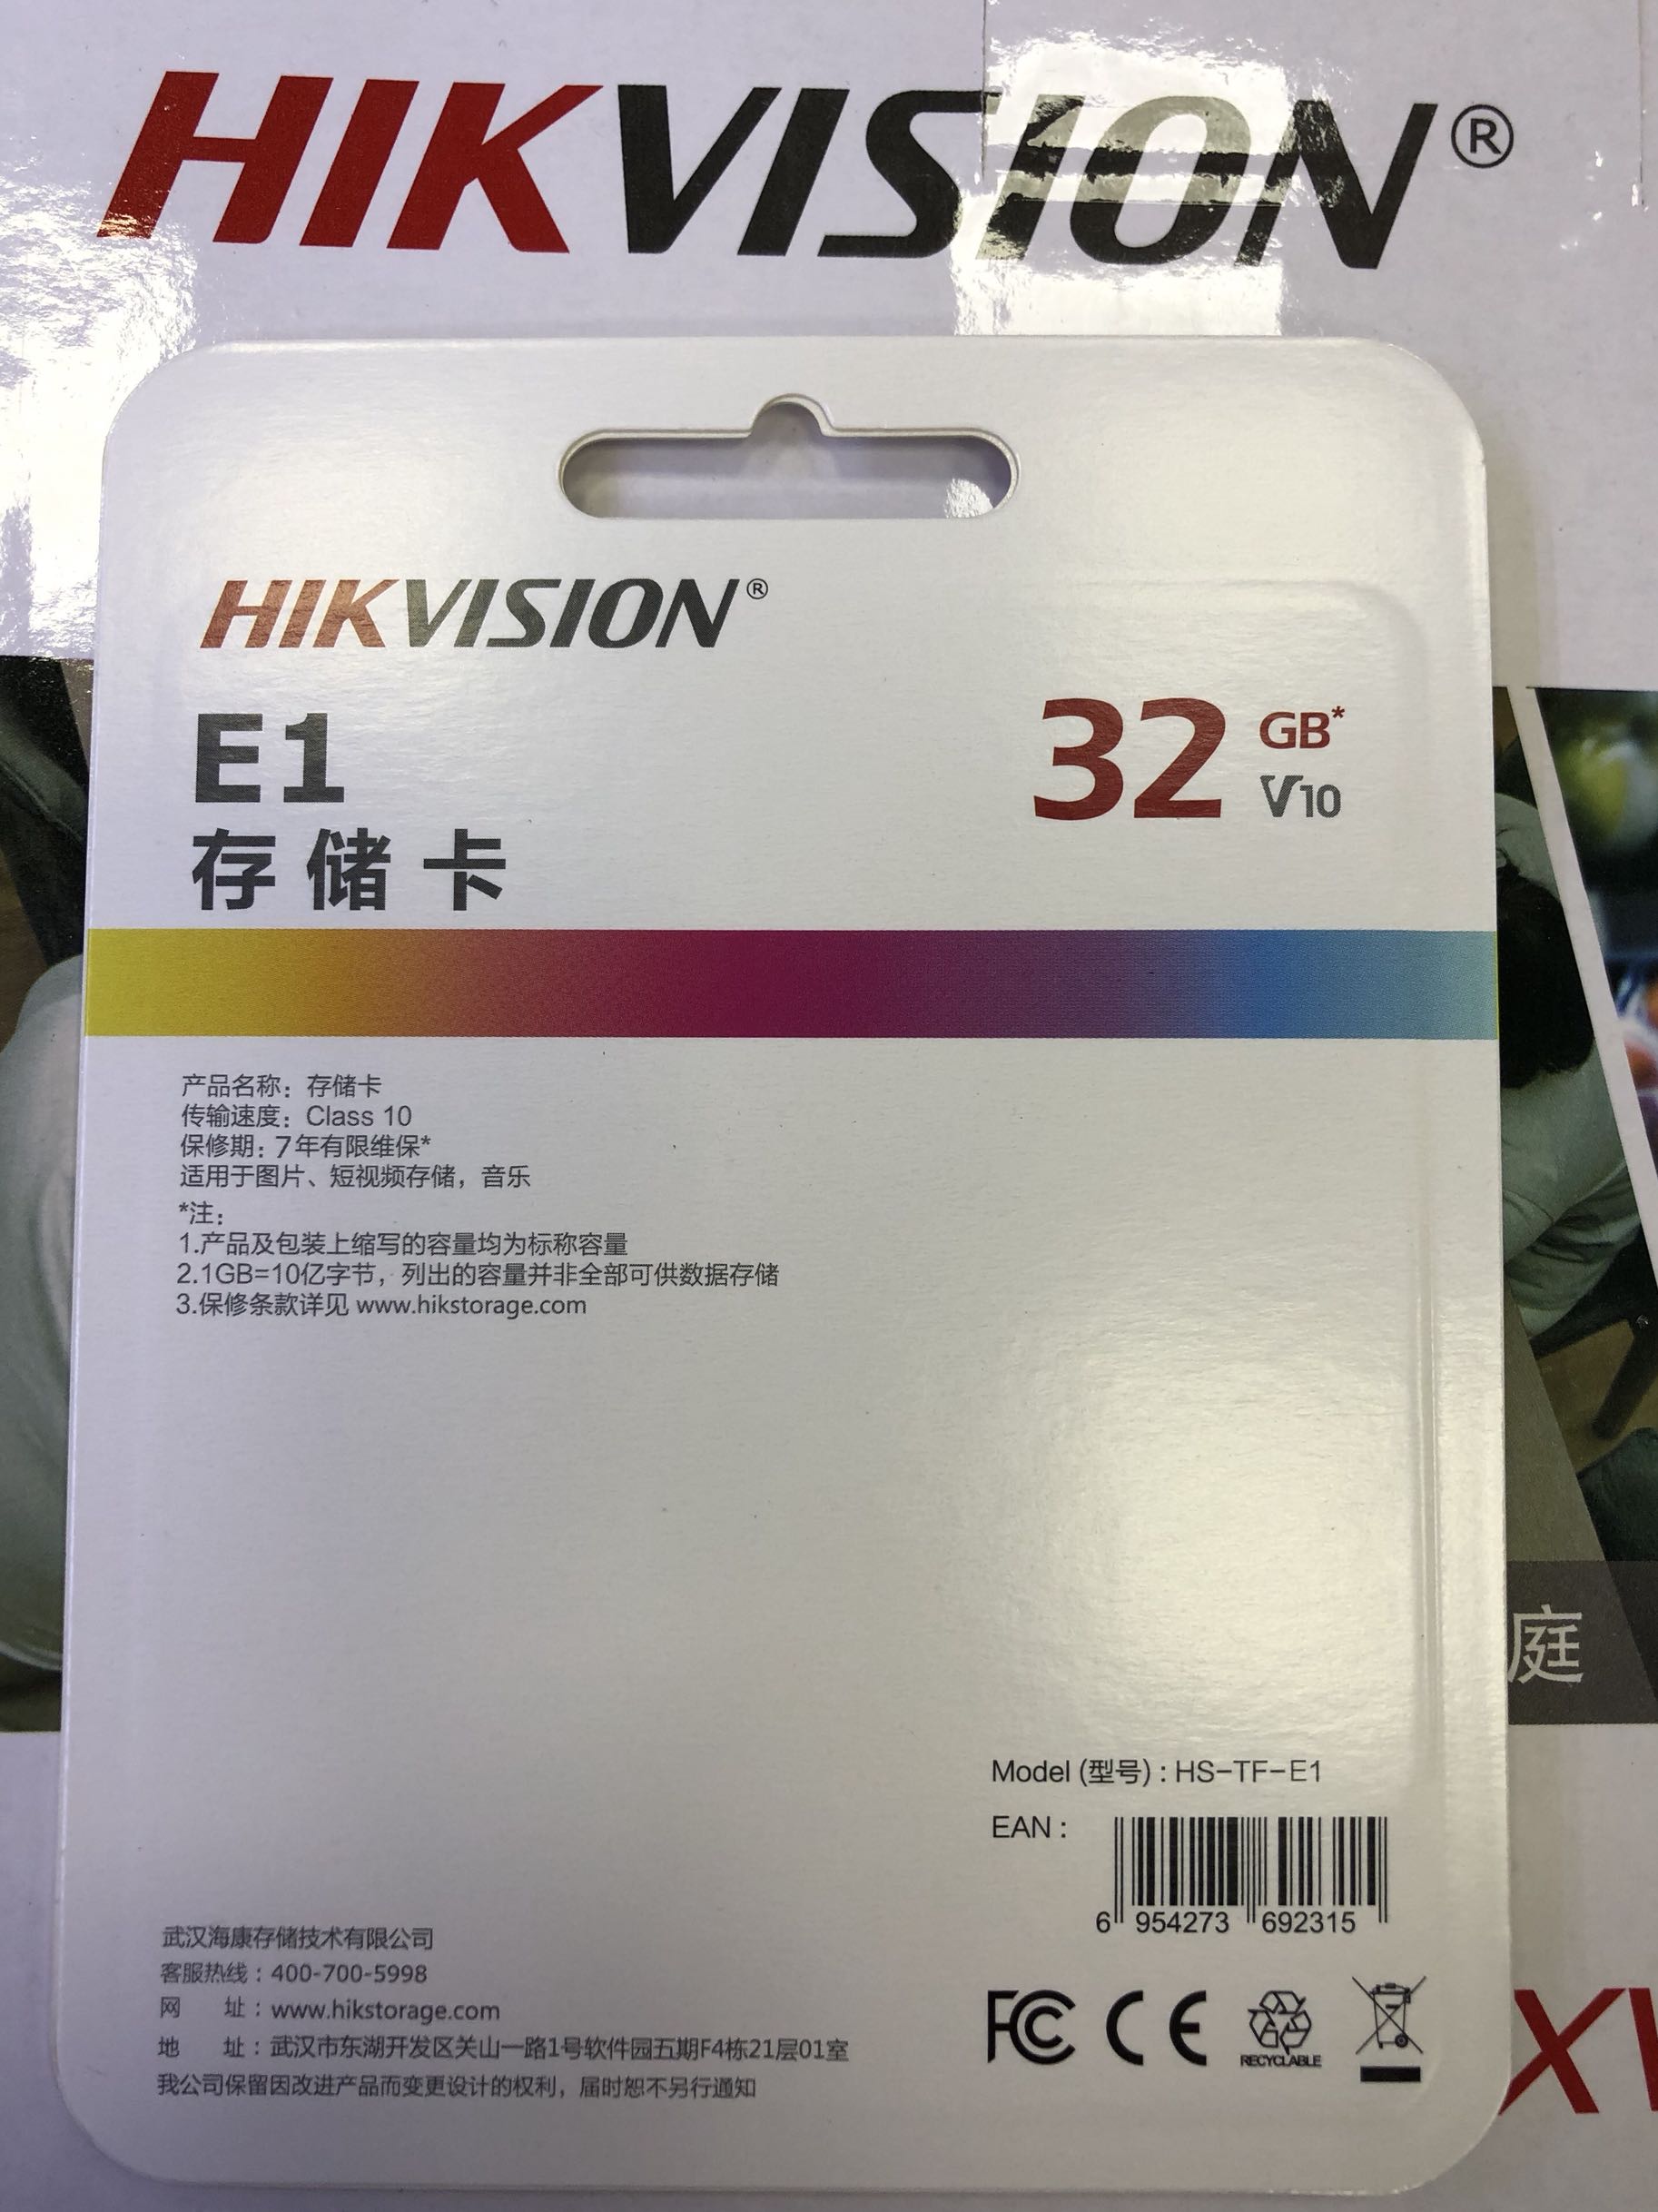 HIKVISION®
HIKVISION®
E1
存储卡
32 GB*
V10
产品名称：存储卡
传输速度：Class 10
保修期：7年有限维保*
适用于图片、短视频存储，音乐
*注：
1.产品及包装上缩写的容量均为标称容量
2.1GB=10亿字节，列出的容量并非全部可供数据存储
3.保修条款详见 www.hikstorage.com
庭
Model (型号) : HS-TF-E1
EAN :
6 954273 692315
武汉海康存储技术有限公司
客服热线：400-700-5998
网 址：www.hikstorage.com
地 址：武汉市东湖开发区关山一路1号软件园五期F4栋21层01室
我公司保留因改进产品而变更设计的权利，届时恕不另行通知
FC CE
RECYCLABLE